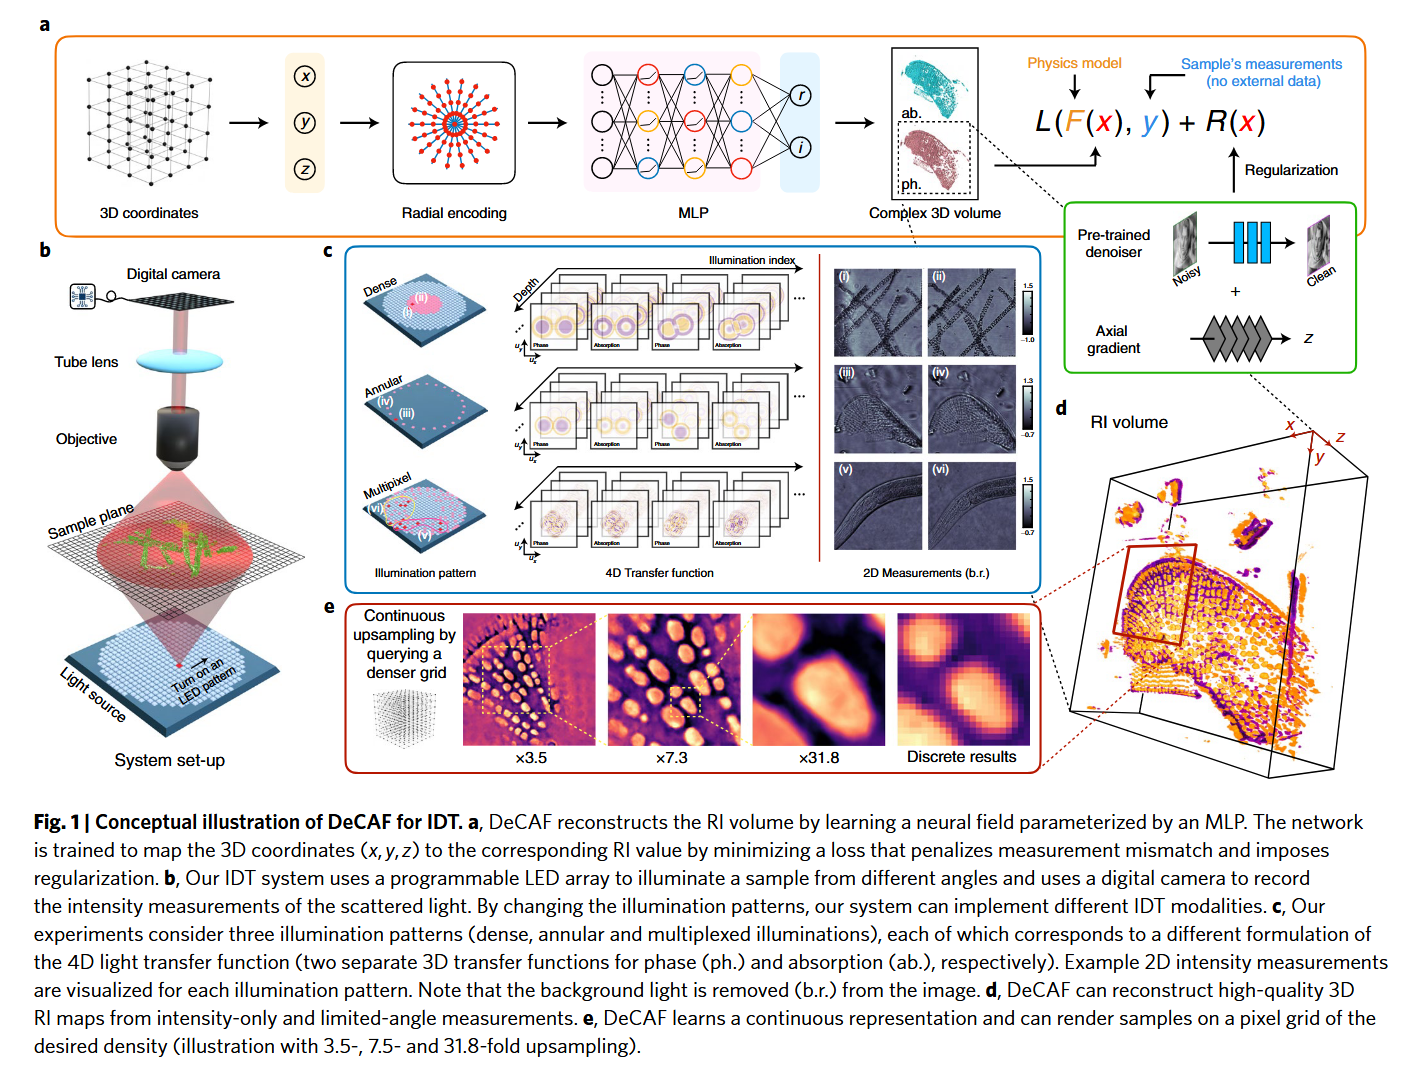 a
3D coordinates
x
y
z
Radial encoding
MLP
r
i
ab.
ph.
Complex 3D volume
Physics model
Sample's measurements
(no external data)
L(F(x), y) + R(x)
Regularization
Pre-trained
denoiser
Noisy
Clean
+
Axial
gradient
z
b
Digital camera
Tube lens
Objective
Sample plane
Turn on an
LED pattern
Light source
System set-up
c
Dense
(ii)
(i)
Annular
(iv)
(iii)
Multipixel
(vi)
(v)
Illumination pattern
Illumination index
Depth
Phase
Absorption
Phase
Absorption
...
uy
ux
Phase
Absorption
Phase
Absorption
...
uy
ux
Phase
Absorption
Phase
Absorption
...
uy
ux
4D Transfer function
(i)
(ii)
1.5
−1.0
(iii)
(iv)
1.3
−0.7
(v)
(vi)
1.5
−0.7
2D Measurements (b.r.)
d
RI volume
x
z
y
e
Continuous
upsampling by
querying a
denser grid
×3.5
×7.3
×31.8
Discrete results
Fig. 1 | Conceptual illustration of DeCAF for IDT. a, DeCAF reconstructs the RI volume by learning a neural field parameterized by an MLP. The network
is trained to map the 3D coordinates (x, y, z) to the corresponding RI value by minimizing a loss that penalizes measurement mismatch and imposes
regularization. b, Our IDT system uses a programmable LED array to illuminate a sample from different angles and uses a digital camera to record
the intensity measurements of the scattered light. By changing the illumination patterns, our system can implement different IDT modalities. c, Our
experiments consider three illumination patterns (dense, annular and multiplexed illuminations), each of which corresponds to a different formulation of
the 4D light transfer function (two separate 3D transfer functions for phase (ph.) and absorption (ab.), respectively). Example 2D intensity measurements
are visualized for each illumination pattern. Note that the background light is removed (b.r.) from the image. d, DeCAF can reconstruct high-quality 3D
RI maps from intensity-only and limited-angle measurements. e, DeCAF learns a continuous representation and can render samples on a pixel grid of the
desired density (illustration with 3.5-, 7.5- and 31.8-fold upsampling).